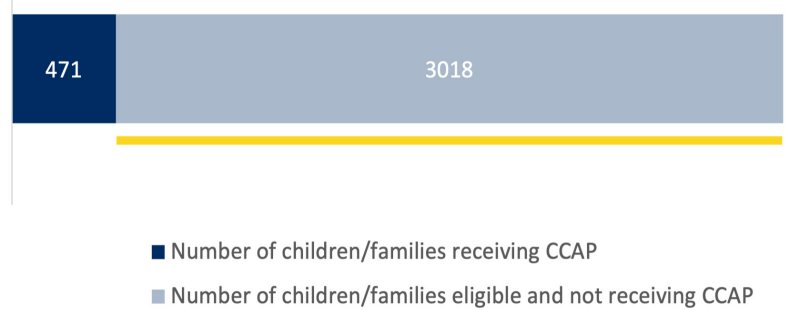 471 3018
Number of children/families receiving CCAP
Number of children/families eligible and not receiving CCAP